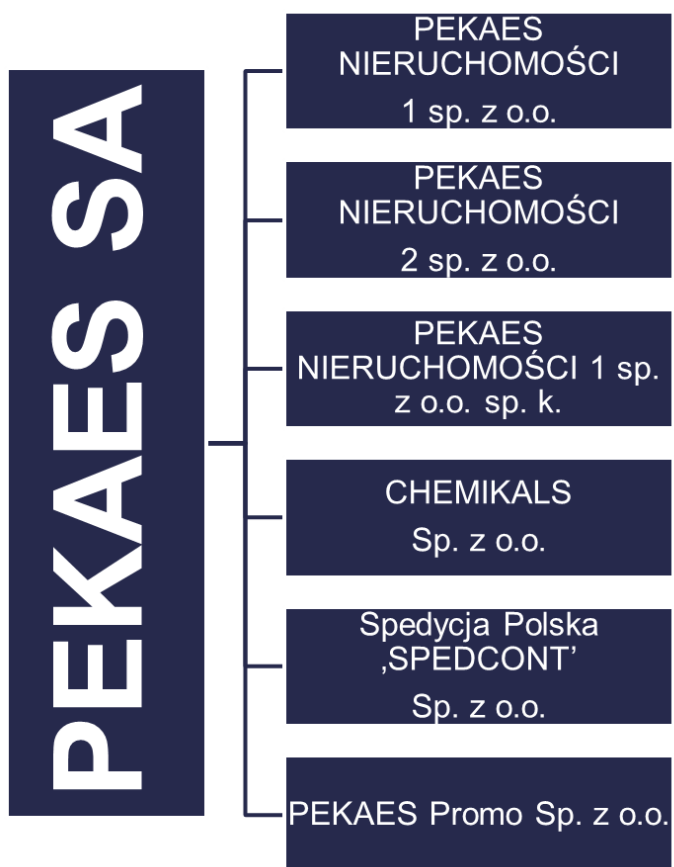 PEKAES SA
PEKAES
NIERUCHOMOŚCI
1 sp. z o.o.
PEKAES
NIERUCHOMOŚCI
2 sp. z o.o.
PEKAES
NIERUCHOMOŚCI 1 sp.
z o.o. sp. k.
CHEMIKALS
Sp. z o.o.
Spedycja Polska
‚SPEDCONT’
Sp. z o.o.
PEKAES Promo Sp. z o.o.